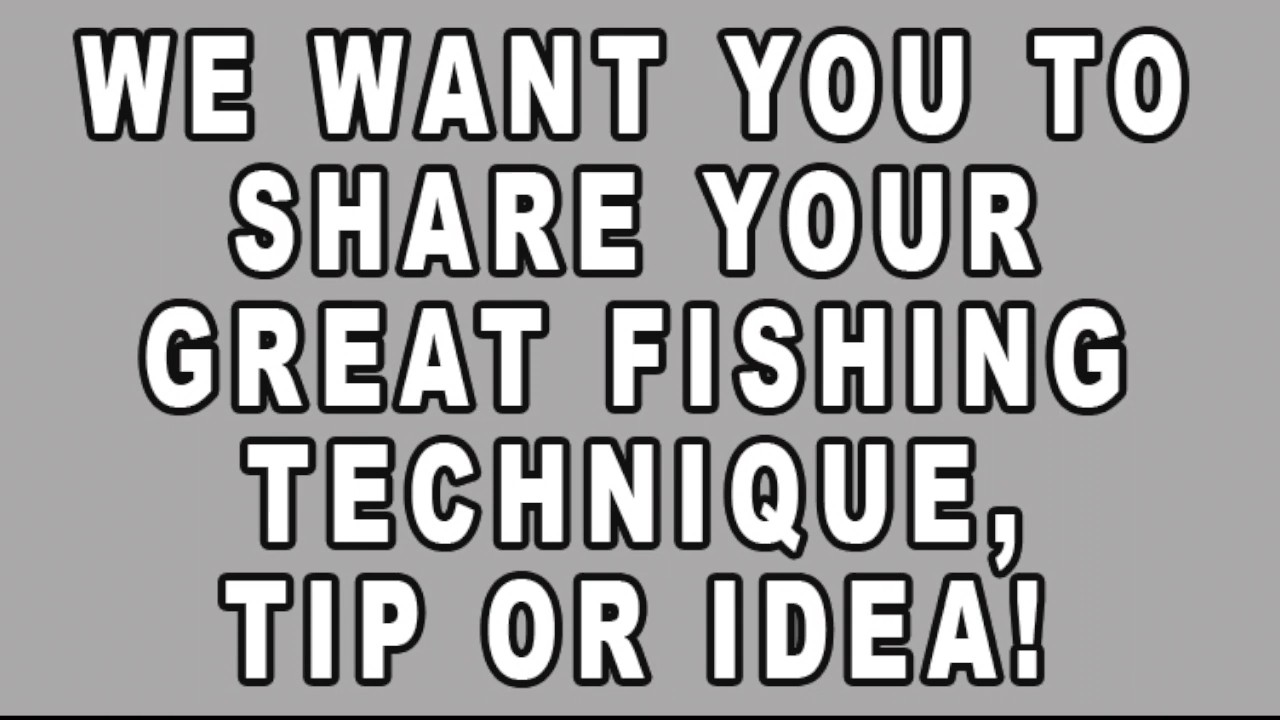 WE WANT YOU TO
SHARE YOUR
GREAT FISHING
TECHNIQUE,
TIP OR IDEA!